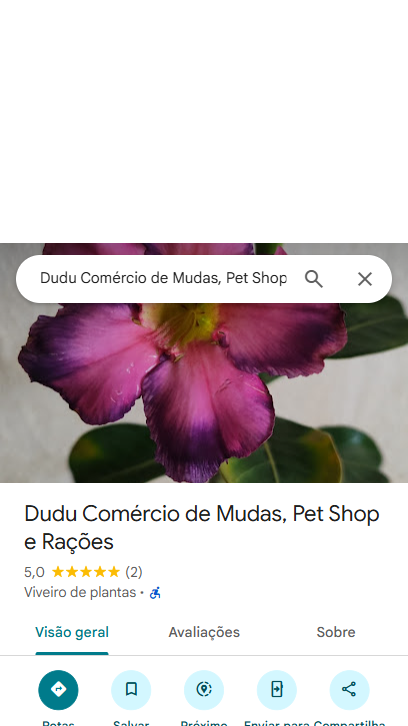 Dudu Comércio de Mudas, Pet Shop
Dudu Comércio de Mudas, Pet Shop
e Rações
5,0 (2)
Viveiro de plantas ·
Visão geral Avaliações Sobre
Rotas Salvar Próximo Enviar para Compartilha